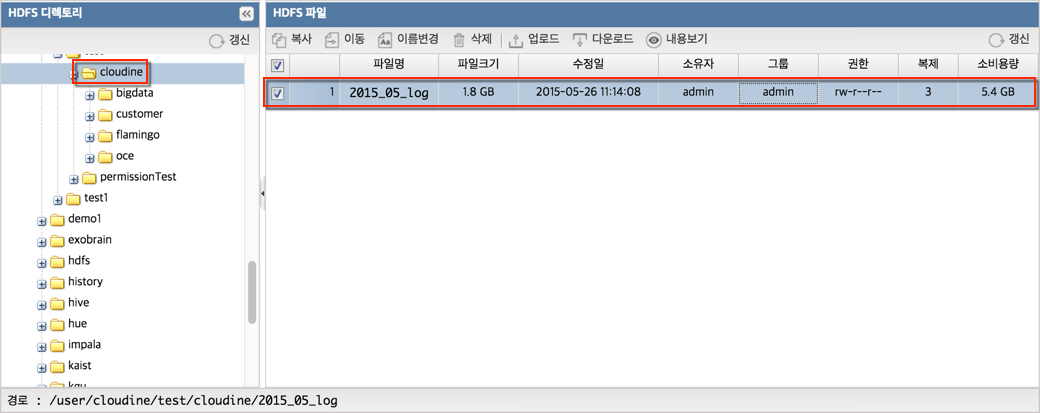 HDFS 디렉토리
갱신
cloudine
bigdata
customer
flamingo
oce
permissionTest
test1
demo1
exobrain
hdfs
history
hive
hue
impala
kaist
HDFS 파일
복사 이동 이름변경 삭제 업로드 다운로드 내용보기 갱신
파일명 파일크기 수정일 소유자 그룹 권한 복제 소비용량
1 2015_05_log 1.8 GB 2015-05-26 11:14:08 admin admin rw-r--r-- 3 5.4 GB
경로 : /user/cloudine/test/cloudine/2015_05_log